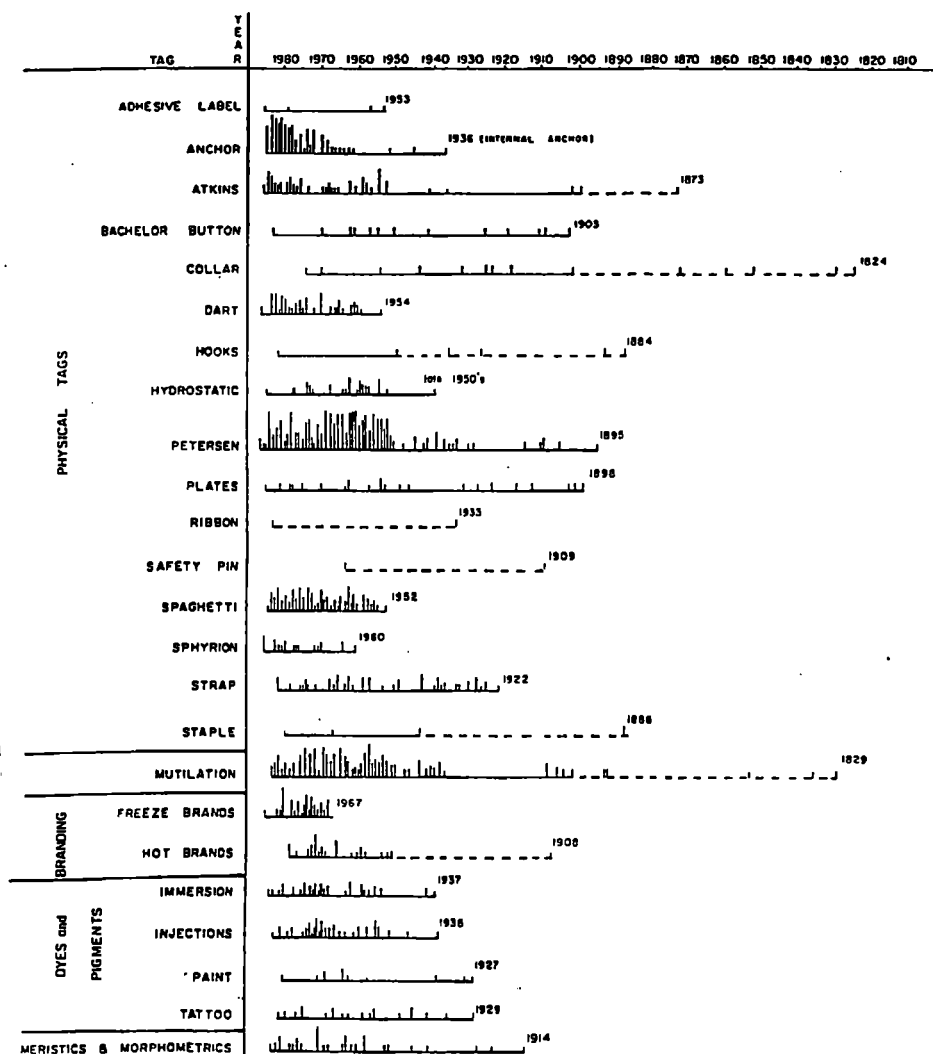 YEAR
TAG 1980 1970 1960 1950 1940 1930 1920 1910 1900 1890 1880 1870 1860 1850 1840 1830 1820 1810
PHYSICAL TAGS
ADHESIVE LABEL 1953
ANCHOR 1936 (INTERNAL ANCHOR)
ATKINS 1873
BACHELOR BUTTON 1903
COLLAR 1824
DART 1954
HOOKS 1884
HYDROSTATIC late 1950's
PETERSEN 1895
PLATES 1898
RIBBON 1933
SAFETY PIN 1909
SPAGHETTI 1952
SPHYRION 1960
STRAP 1922
STAPLE 1886
MUTILATION 1829
BRANDING
FREEZE BRANDS 1967
HOT BRANDS 1908
DYES and PIGMENTS
IMMERSION 1937
INJECTIONS 1936
PAINT 1927
TATTOO 1929
MERISTICS & MORPHOMETRICS 1914